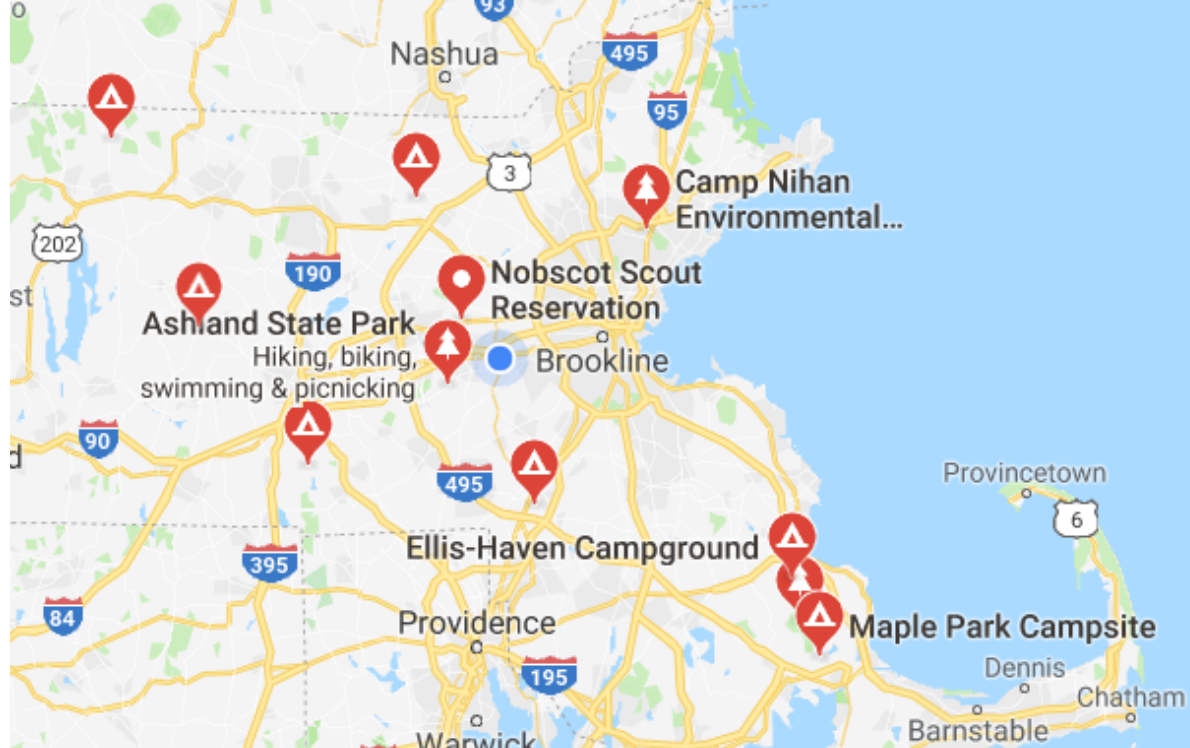 o
93
Nashua
495
95
3
Camp Nihan
Environmental...
202
190
Nobscot Scout
Reservation
st
Ashland State Park
Hiking, biking,
swimming & picnicking
Brookline
90
d
495
Provincetown
6
Ellis-Haven Campground
395
84
Providence
Maple Park Campsite
195
Dennis
Chatham
Barnstable
Warwick